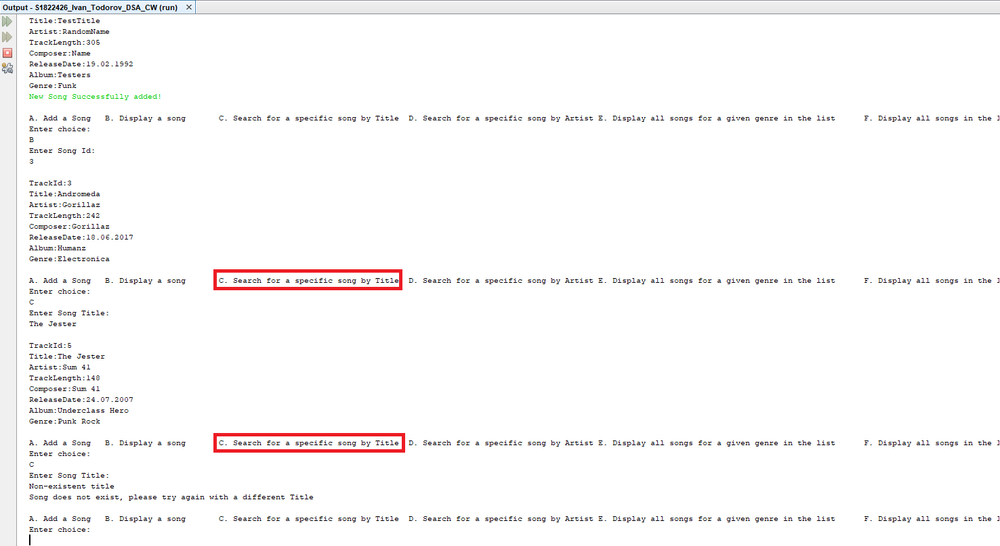 Output - S1822426_Ivan_Todorov_DSA_CW (run) ×
Title:TestTitle
Artist:RandomName
TrackLength:305
Composer:Name
ReleaseDate:19.02.1992
Album:Testers
Genre:Funk
New Song Successfully added!
A. Add a Song B. Display a song C. Search for a specific song by Title D. Search for a specific song by Artist E. Display all songs for a given genre in the list F. Display all songs in the
Enter choice:
B
Enter Song Id:
3
TrackId:3
Title:Andromeda
Artist:Gorillaz
TrackLength:242
Composer:Gorillaz
ReleaseDate:18.06.2017
Album:Humanz
Genre:Electronica
A. Add a Song B. Display a song C. Search for a specific song by Title D. Search for a specific song by Artist E. Display all songs for a given genre in the list F. Display all songs in the
Enter choice:
C
Enter Song Title:
The Jester
TrackId:5
Title:The Jester
Artist:Sum 41
TrackLength:148
Composer:Sum 41
ReleaseDate:24.07.2007
Album:Underclass Hero
Genre:Punk Rock
A. Add a Song B. Display a song C. Search for a specific song by Title D. Search for a specific song by Artist E. Display all songs for a given genre in the list F. Display all songs in the
Enter choice:
C
Enter Song Title:
Non-existent title
Song does not exist, please try again with a different Title
A. Add a Song B. Display a song C. Search for a specific song by Title D. Search for a specific song by Artist E. Display all songs for a given genre in the list F. Display all songs in the
Enter choice: